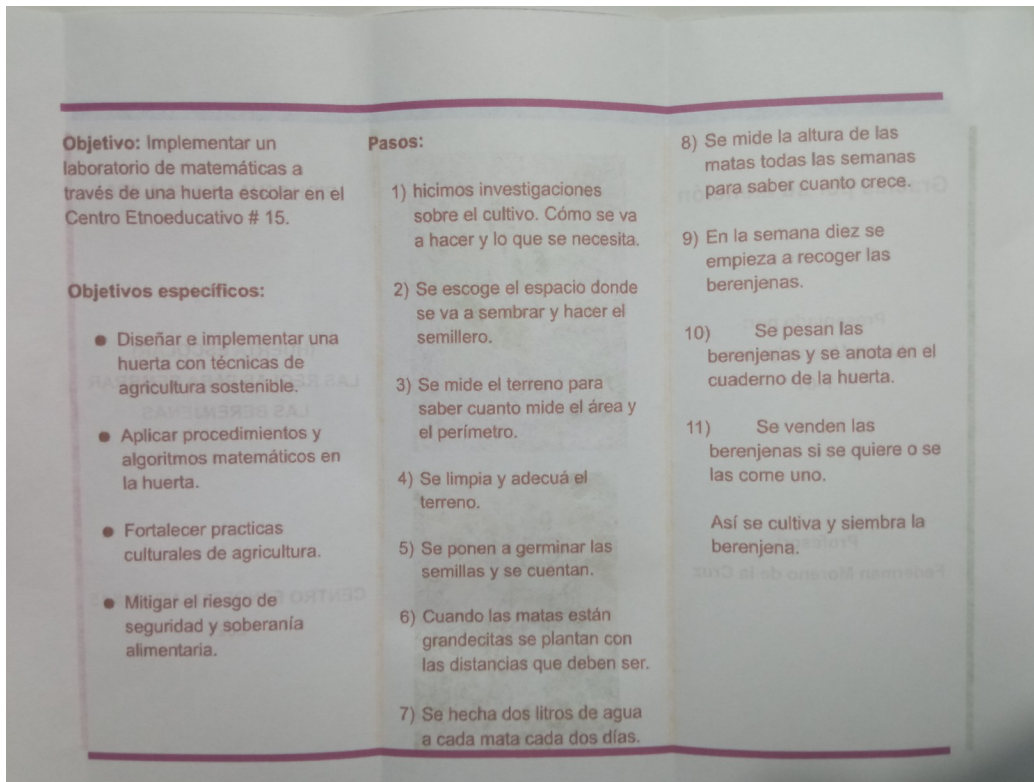 Objetivo: Implementar un
laboratorio de matemáticas a
través de una huerta escolar en el
Centro Etnoeducativo # 15.
Objetivos específicos:
● Diseñar e implementar una
huerta con técnicas de
agricultura sostenible.
● Aplicar procedimientos y
algoritmos matemáticos en
la huerta.
● Fortalecer practicas
culturales de agricultura.
● Mitigar el riesgo de
seguridad y soberanía
alimentaria.
Pasos:
1) hicimos investigaciones
sobre el cultivo. Cómo se va
a hacer y lo que se necesita.
2) Se escoge el espacio donde
se va a sembrar y hacer el
semillero.
3) Se mide el terreno para
saber cuanto mide el área y
el perímetro.
4) Se limpia y adecuá el
terreno.
5) Se ponen a germinar las
semillas y se cuentan.
6) Cuando las matas están
grandecitas se plantan con
las distancias que deben ser.
7) Se hecha dos litros de agua
a cada mata cada dos días.
8) Se mide la altura de las
matas todas las semanas
para saber cuanto crece.
9) En la semana diez se
empieza a recoger las
berenjenas.
10) Se pesan las
berenjenas y se anota en el
cuaderno de la huerta.
11) Se venden las
berenjenas si se quiere o se
las come uno.
Así se cultiva y siembra la
berenjena.